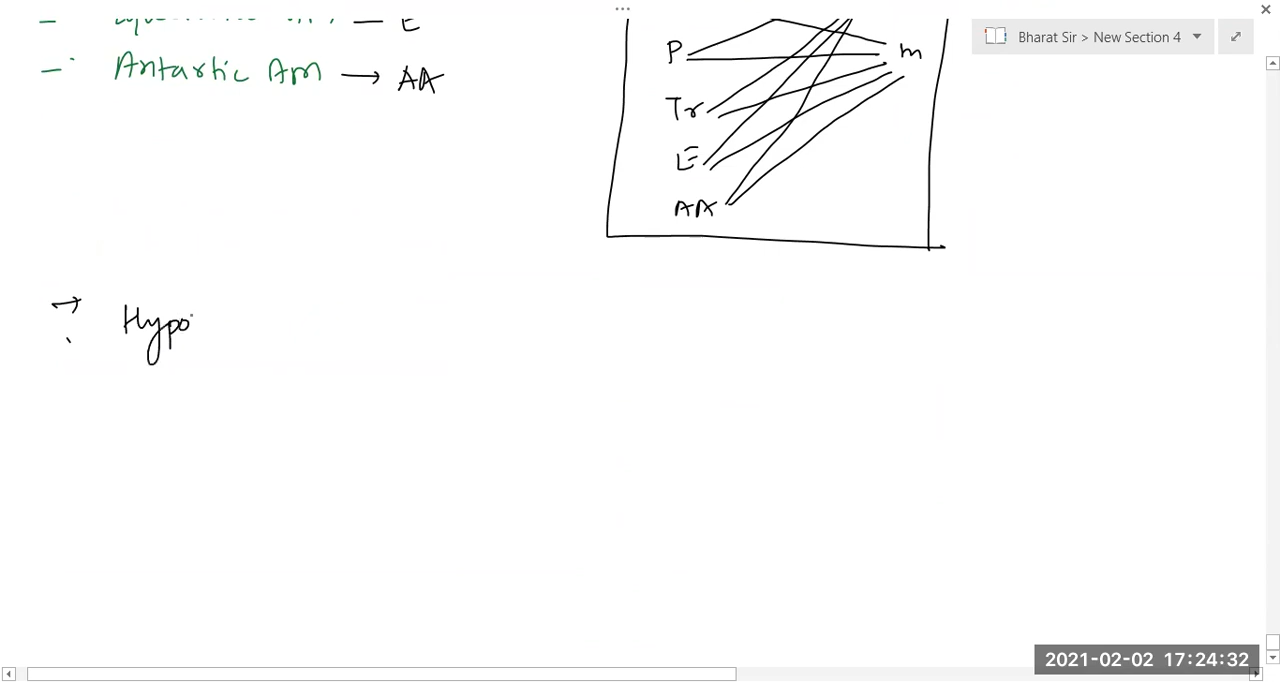 — E
- Antartic Am → AA
P
m
Tr
E
AA
→ Hypo
Bharat Sir > New Section 4
2021-02-02 17:24:32